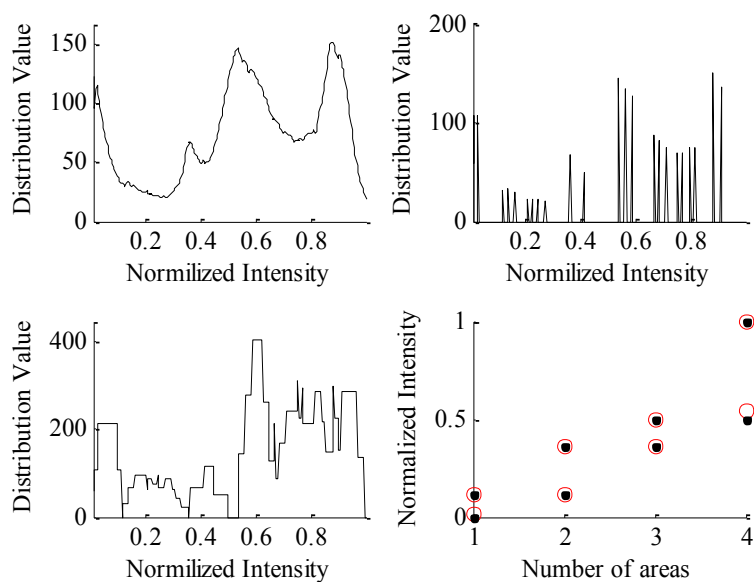 Distribution Value
150
100
50
0
0.2 0.4 0.6 0.8
Normilized Intensity
Distribution Value
200
100
0
0.2 0.4 0.6 0.8
Normilized Intensity
Distribution Value
400
200
0
0.2 0.4 0.6 0.8
Normilized Intensity
Normalized Intensity
1
0.5
0
1 2 3 4
Number of areas